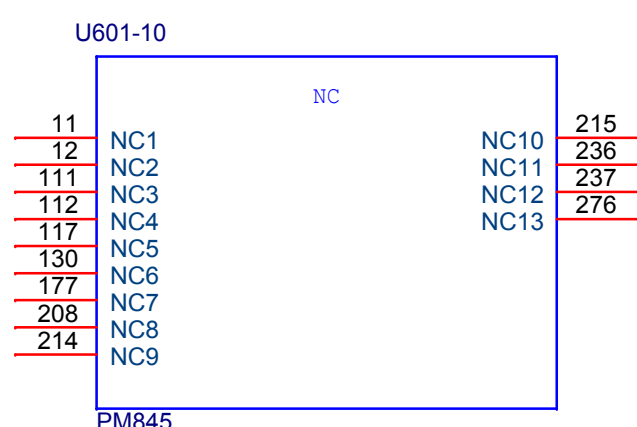 U601-10
NC
11 NC1 NC10 215
12 NC2 NC11 236
111 NC3 NC12 237
112 NC4 NC13 276
117 NC5
130 NC6
177 NC7
208 NC8
214 NC9
PM845